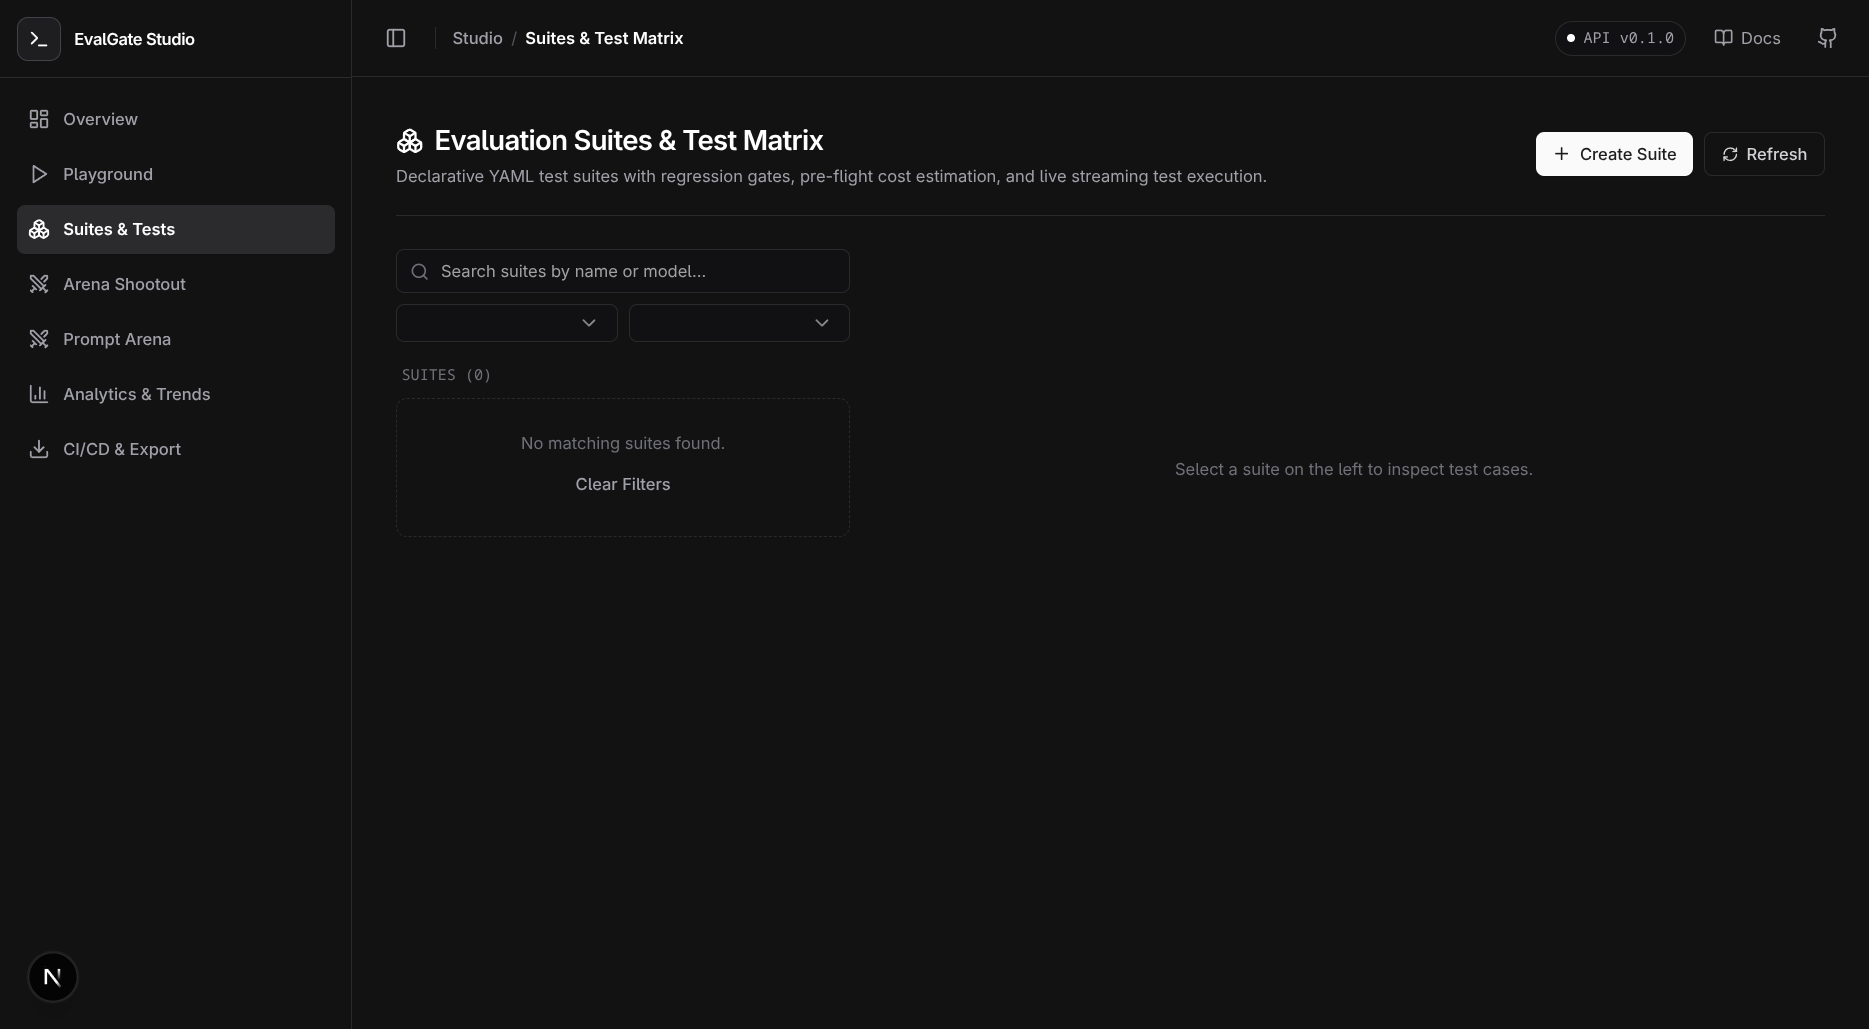 EvalGate Studio
Studio / Suites & Test Matrix
API v0.1.0
Docs
Overview
Playground
Suites & Tests
Arena Shootout
Prompt Arena
Analytics & Trends
CI/CD & Export
Evaluation Suites & Test Matrix
Declarative YAML test suites with regression gates, pre-flight cost estimation, and live streaming test execution.
Create Suite
Refresh
Search suites by name or model...
SUITES (0)
No matching suites found.
Clear Filters
Select a suite on the left to inspect test cases.
N